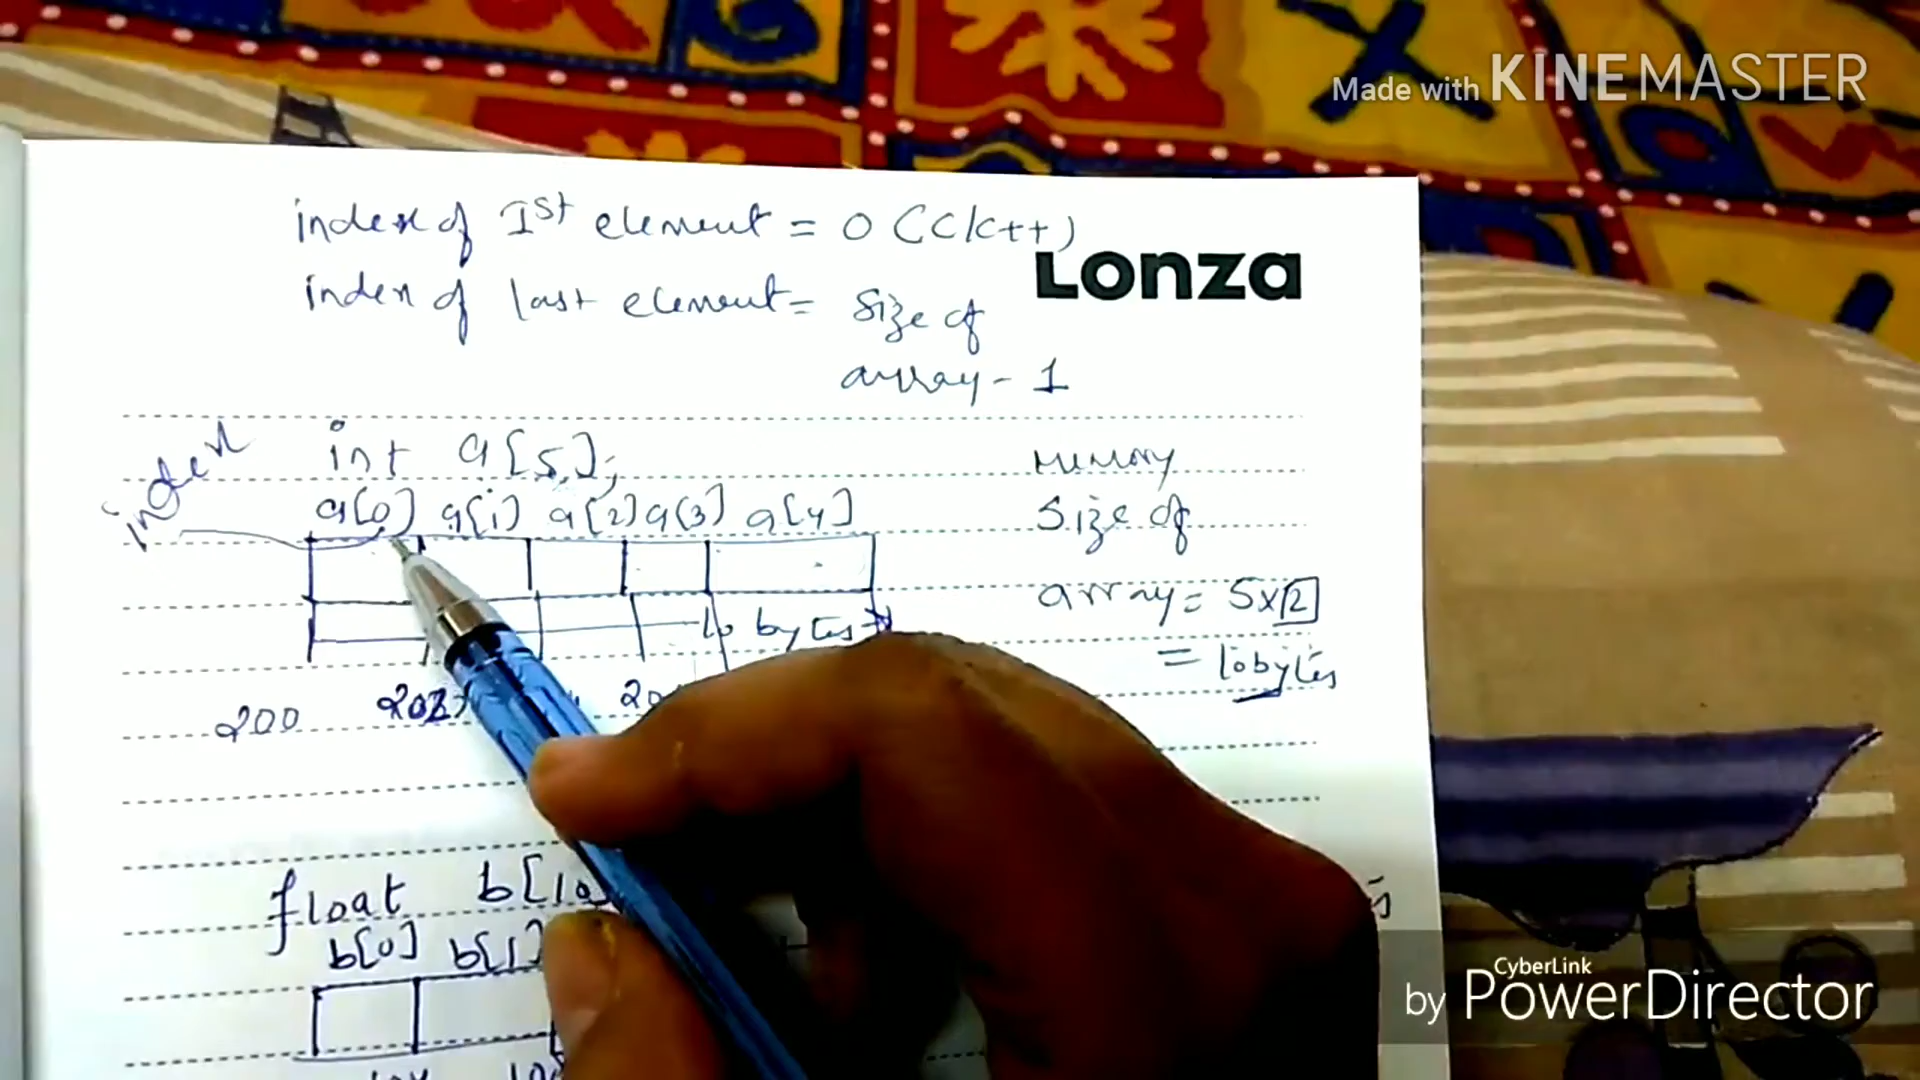 Made with KINEMASTER
index of Ist element = 0 (C/C++)
Lonza
index of last element = Size of
array - 1
index
int a[5];
a[0] a[1] a[2] a[3] a[4]
Memory
Size of
array = 5x2
= 10bytes
10 bytes
200
float b[10
b[0] b[1]
CyberLink
by PowerDirector